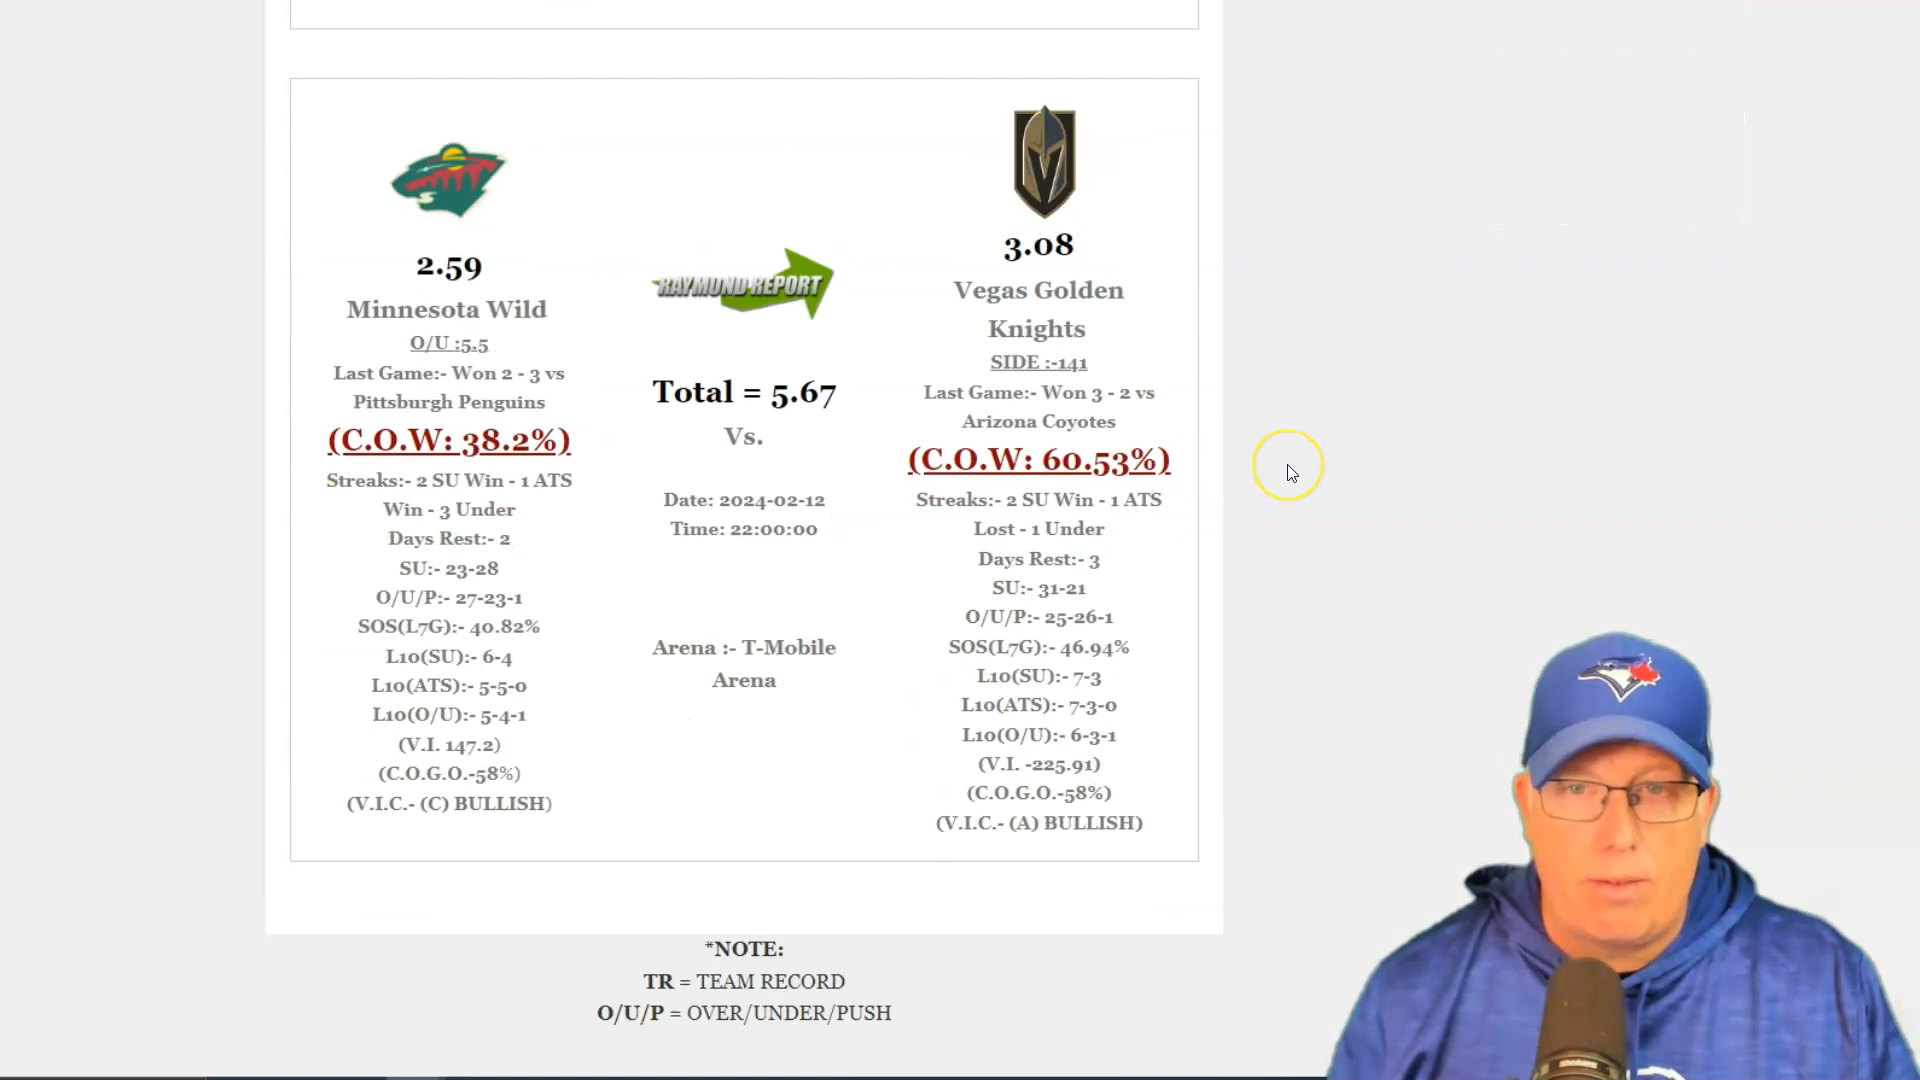 2.59
Minnesota Wild
O/U :5.5
Last Game:- Won 2 - 3 vs
Pittsburgh Penguins
(C.O.W: 38.2%)
Streaks:- 2 SU Win - 1 ATS
Win - 3 Under
Days Rest:- 2
SU:- 23-28
O/U/P:- 27-23-1
SOS(L7G):- 40.82%
L10(SU):- 6-4
L10(ATS):- 5-5-0
L10(O/U):- 5-4-1
(V.I. 147.2)
(C.O.G.O.-58%)
(V.I.C.- (C) BULLISH)
RAYMOND REPORT
Total = 5.67
Vs.
Date: 2024-02-12
Time: 22:00:00
Arena :- T-Mobile
Arena
3.08
Vegas Golden
Knights
SIDE :-141
Last Game:- Won 3 - 2 vs
Arizona Coyotes
(C.O.W: 60.53%)
Streaks:- 2 SU Win - 1 ATS
Lost - 1 Under
Days Rest:- 3
SU:- 31-21
O/U/P:- 25-26-1
SOS(L7G):- 46.94%
L10(SU):- 7-3
L10(ATS):- 7-3-0
L10(O/U):- 6-3-1
(V.I. -225.91)
(C.O.G.O.-58%)
(V.I.C.- (A) BULLISH)
*NOTE:
TR = TEAM RECORD
O/U/P = OVER/UNDER/PUSH